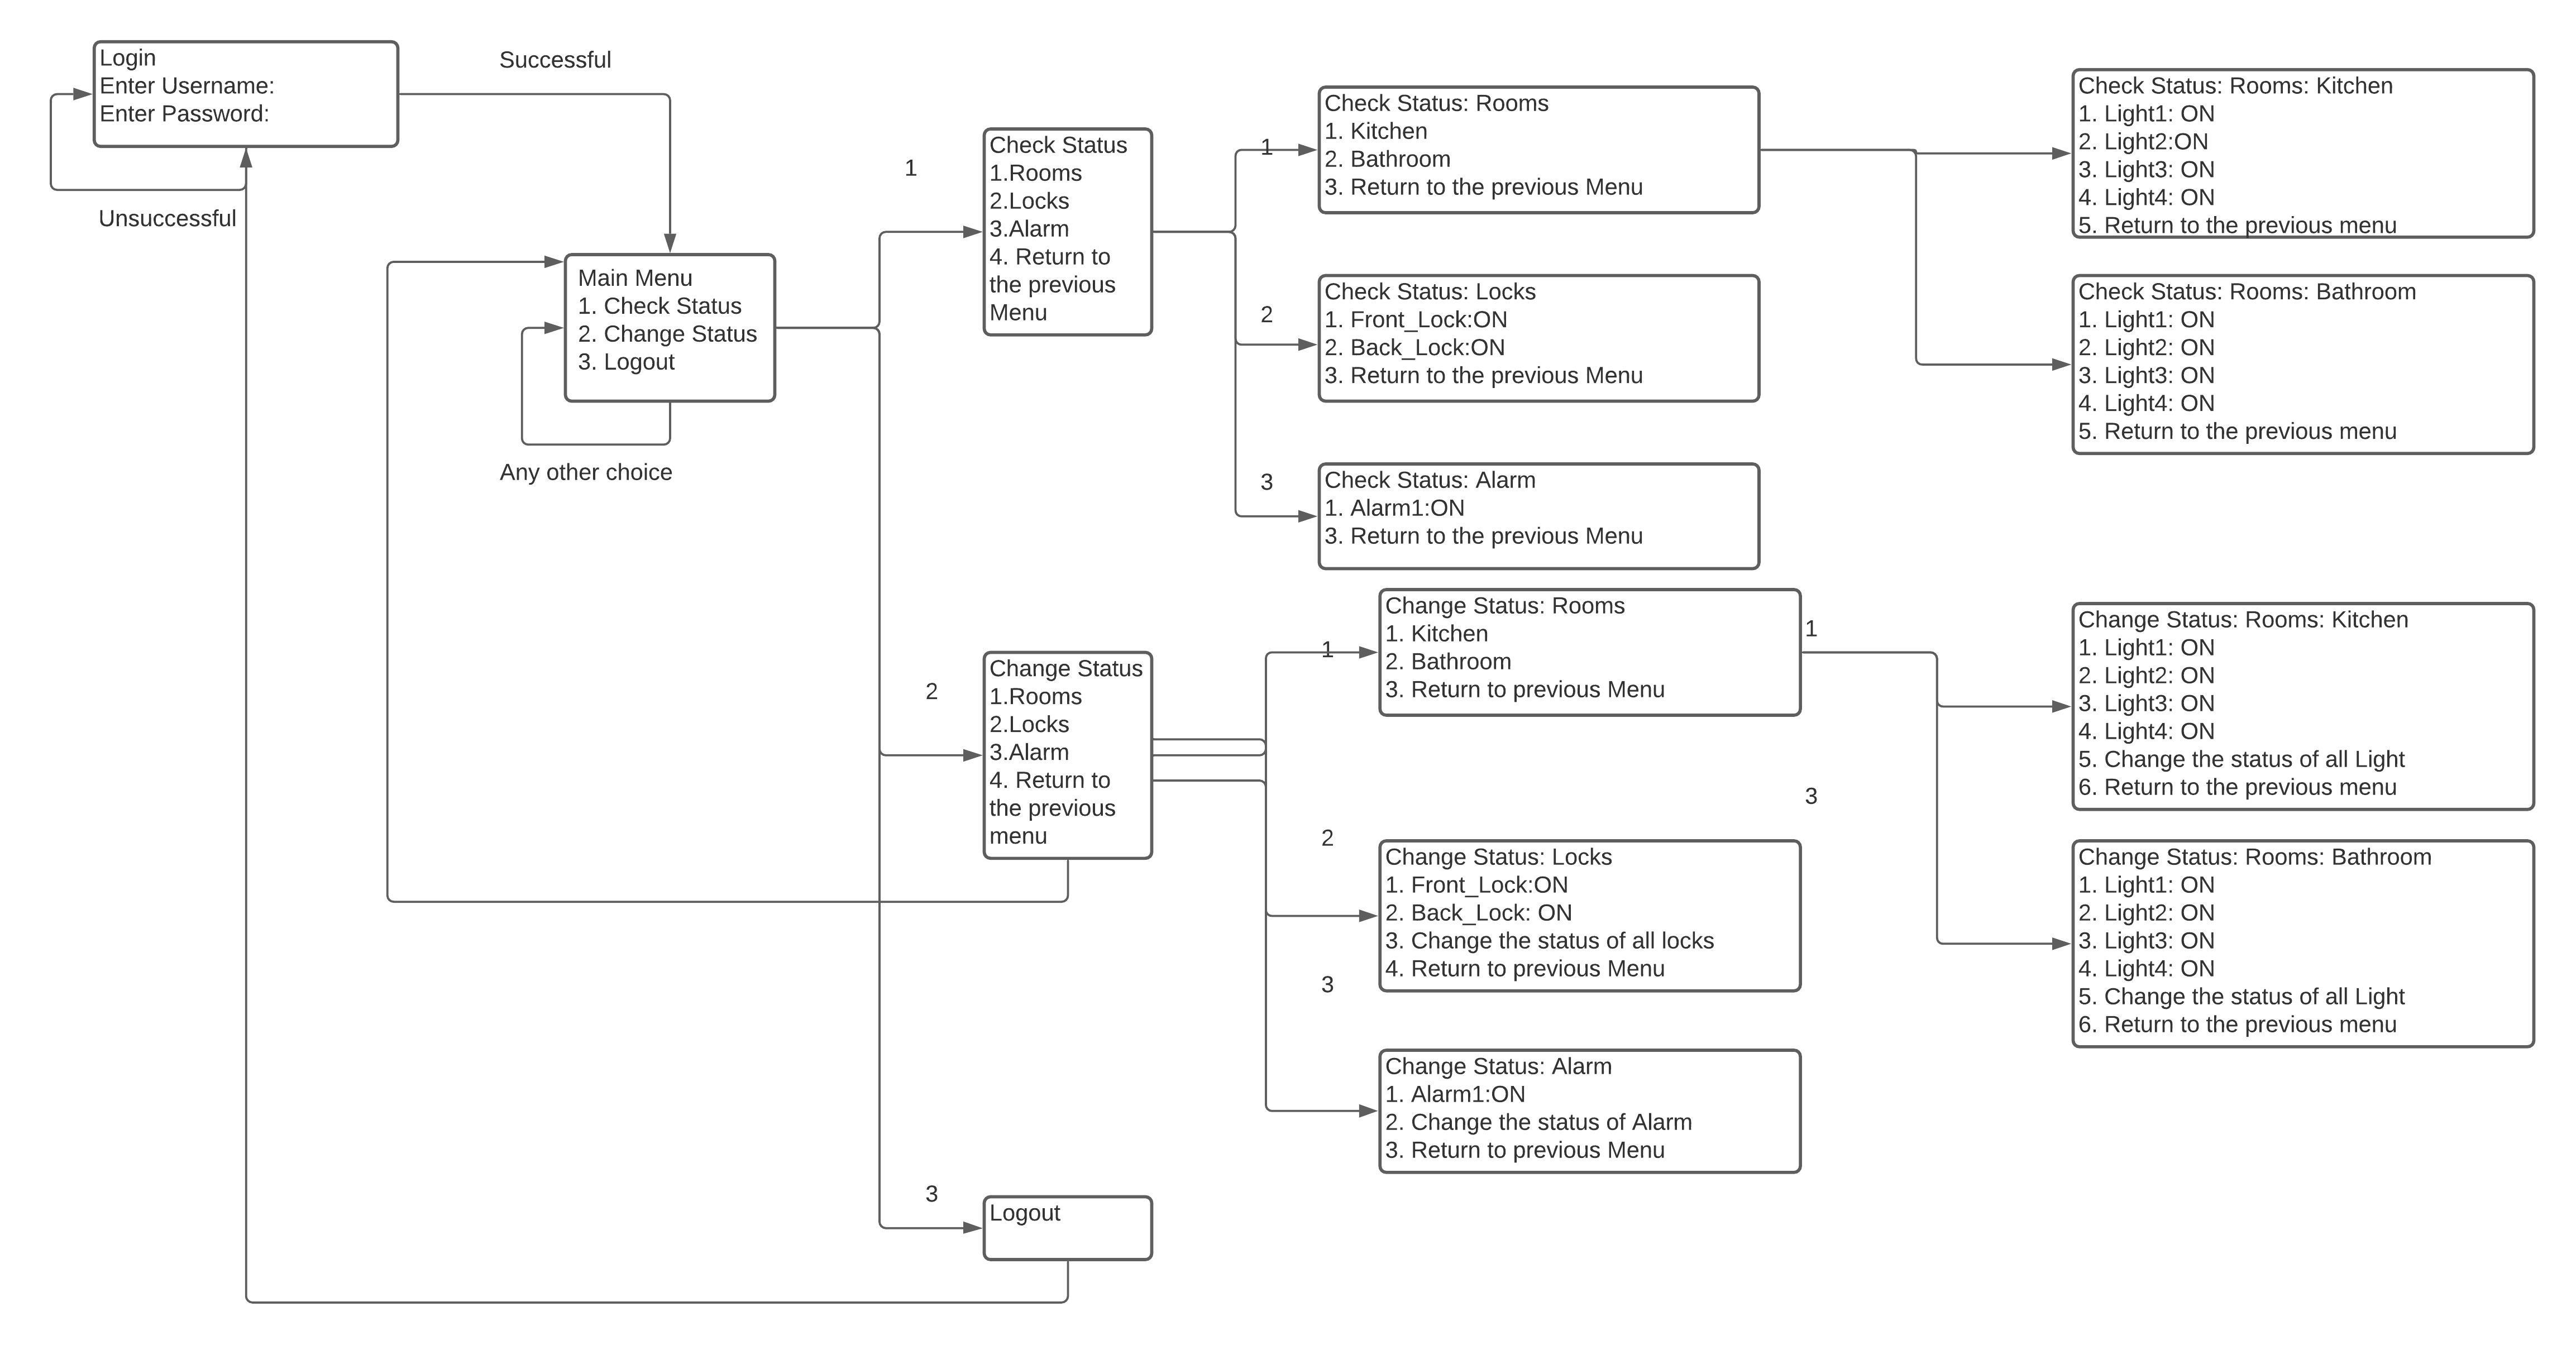 Login
Enter Username:
Enter Password:
Successful
Unsuccessful
Main Menu
1. Check Status
2. Change Status
3. Logout
Any other choice
1
Check Status
1.Rooms
2.Locks
3.Alarm
4. Return to
the previous
Menu
1
Check Status: Rooms
1. Kitchen
2. Bathroom
3. Return to the previous Menu
2
Check Status: Locks
1. Front_Lock:ON
2. Back_Lock:ON
3. Return to the previous Menu
3
Check Status: Alarm
1. Alarm1:ON
3. Return to the previous Menu
Check Status: Rooms: Kitchen
1. Light1: ON
2. Light2:ON
3. Light3: ON
4. Light4: ON
5. Return to the previous menu
Check Status: Rooms: Bathroom
1. Light1: ON
2. Light2: ON
3. Light3: ON
4. Light4: ON
5. Return to the previous menu
2
Change Status
1.Rooms
2.Locks
3.Alarm
4. Return to
the previous
menu
1
Change Status: Rooms
1. Kitchen
2. Bathroom
3. Return to previous Menu
2
Change Status: Locks
1. Front_Lock:ON
2. Back_Lock: ON
3. Change the status of all locks
4. Return to previous Menu
3
Change Status: Alarm
1. Alarm1:ON
2. Change the status of Alarm
3. Return to previous Menu
1
3
Change Status: Rooms: Kitchen
1. Light1: ON
2. Light2: ON
3. Light3: ON
4. Light4: ON
5. Change the status of all Light
6. Return to the previous menu
Change Status: Rooms: Bathroom
1. Light1: ON
2. Light2: ON
3. Light3: ON
4. Light4: ON
5. Change the status of all Light
6. Return to the previous menu
3
Logout